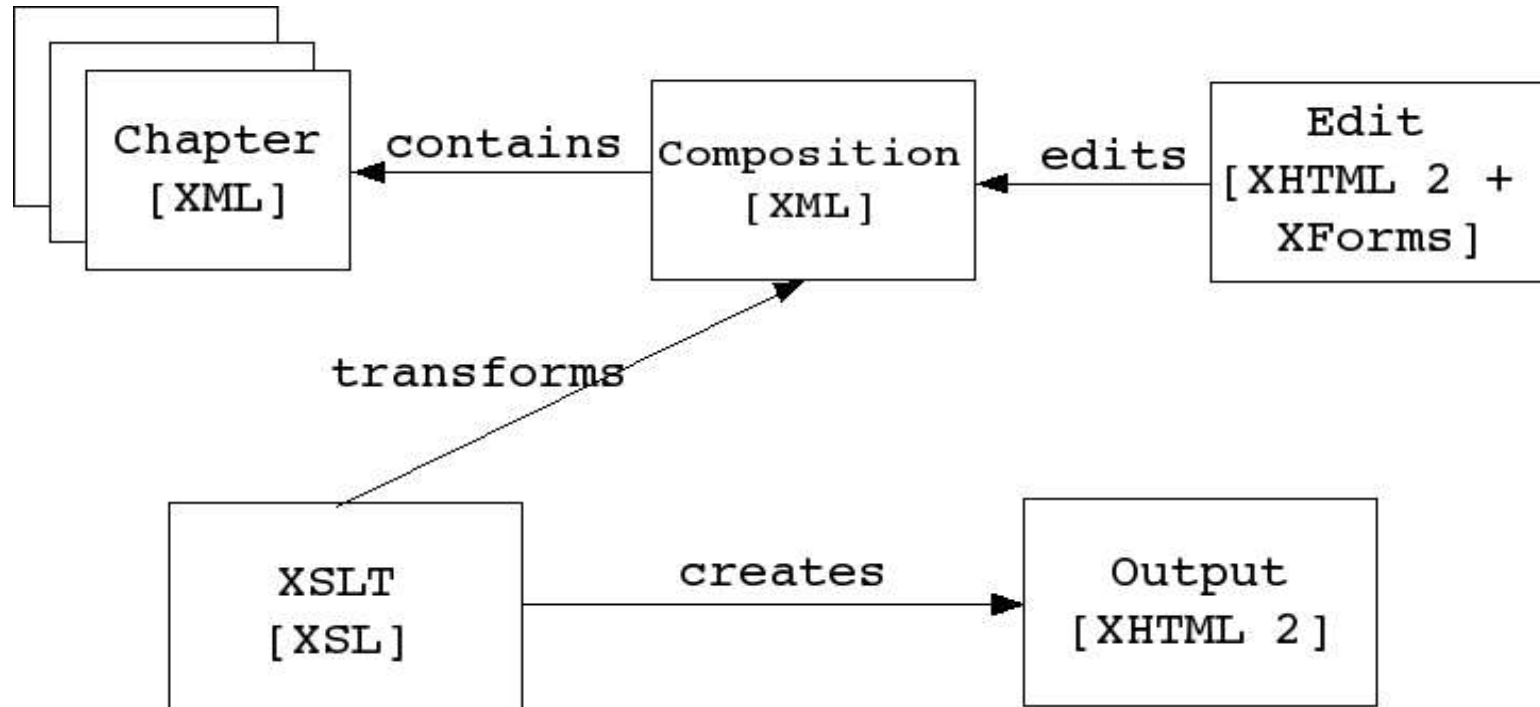 Chapter
[XML]
contains
Composition
[XML]
edits
Edit
[XHTML 2 +
XForms]
transforms
XSLT
[XSL]
creates
Output
[XHTML 2]